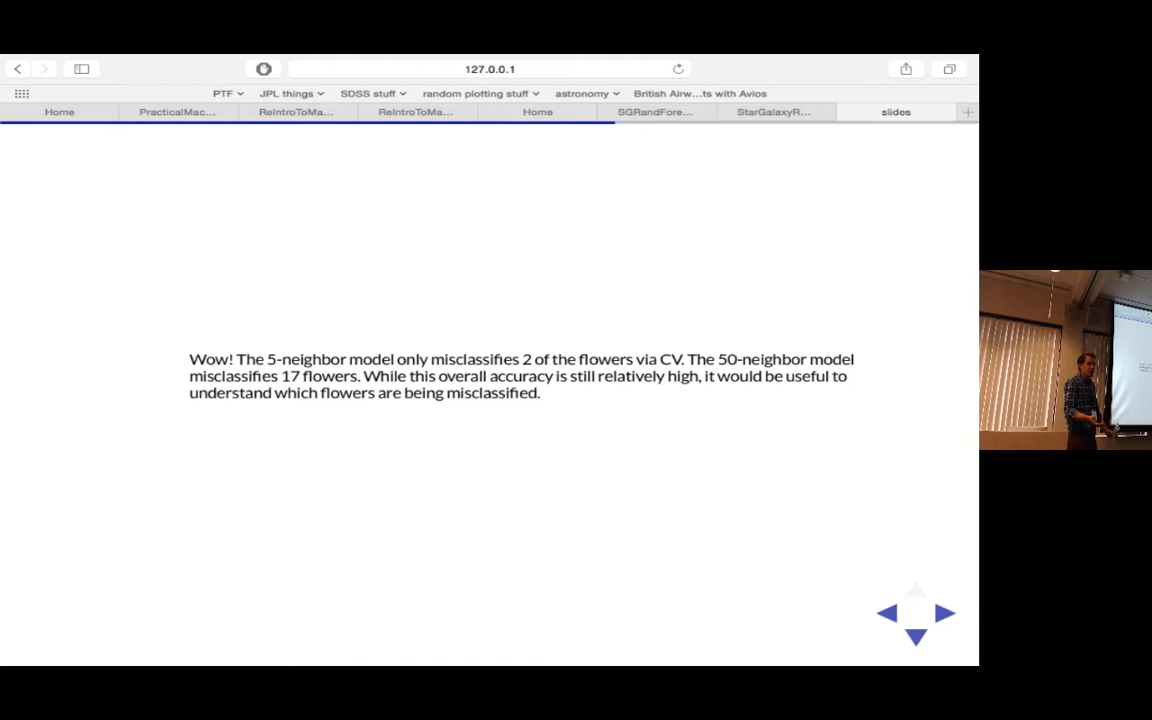 127.0.0.1
PTF JPL things SDSS stuff random plotting stuff astronomy British Airw...ts with Avios
Home PracticalMac... ReIntroToMa... ReIntroToMa... Home SGRandFore... StarGalaxyR... slides
Wow! The 5-neighbor model only misclassifies 2 of the flowers via CV. The 50-neighbor model
misclassifies 17 flowers. While this overall accuracy is still relatively high, it would be useful to
understand which flowers are being misclassified.